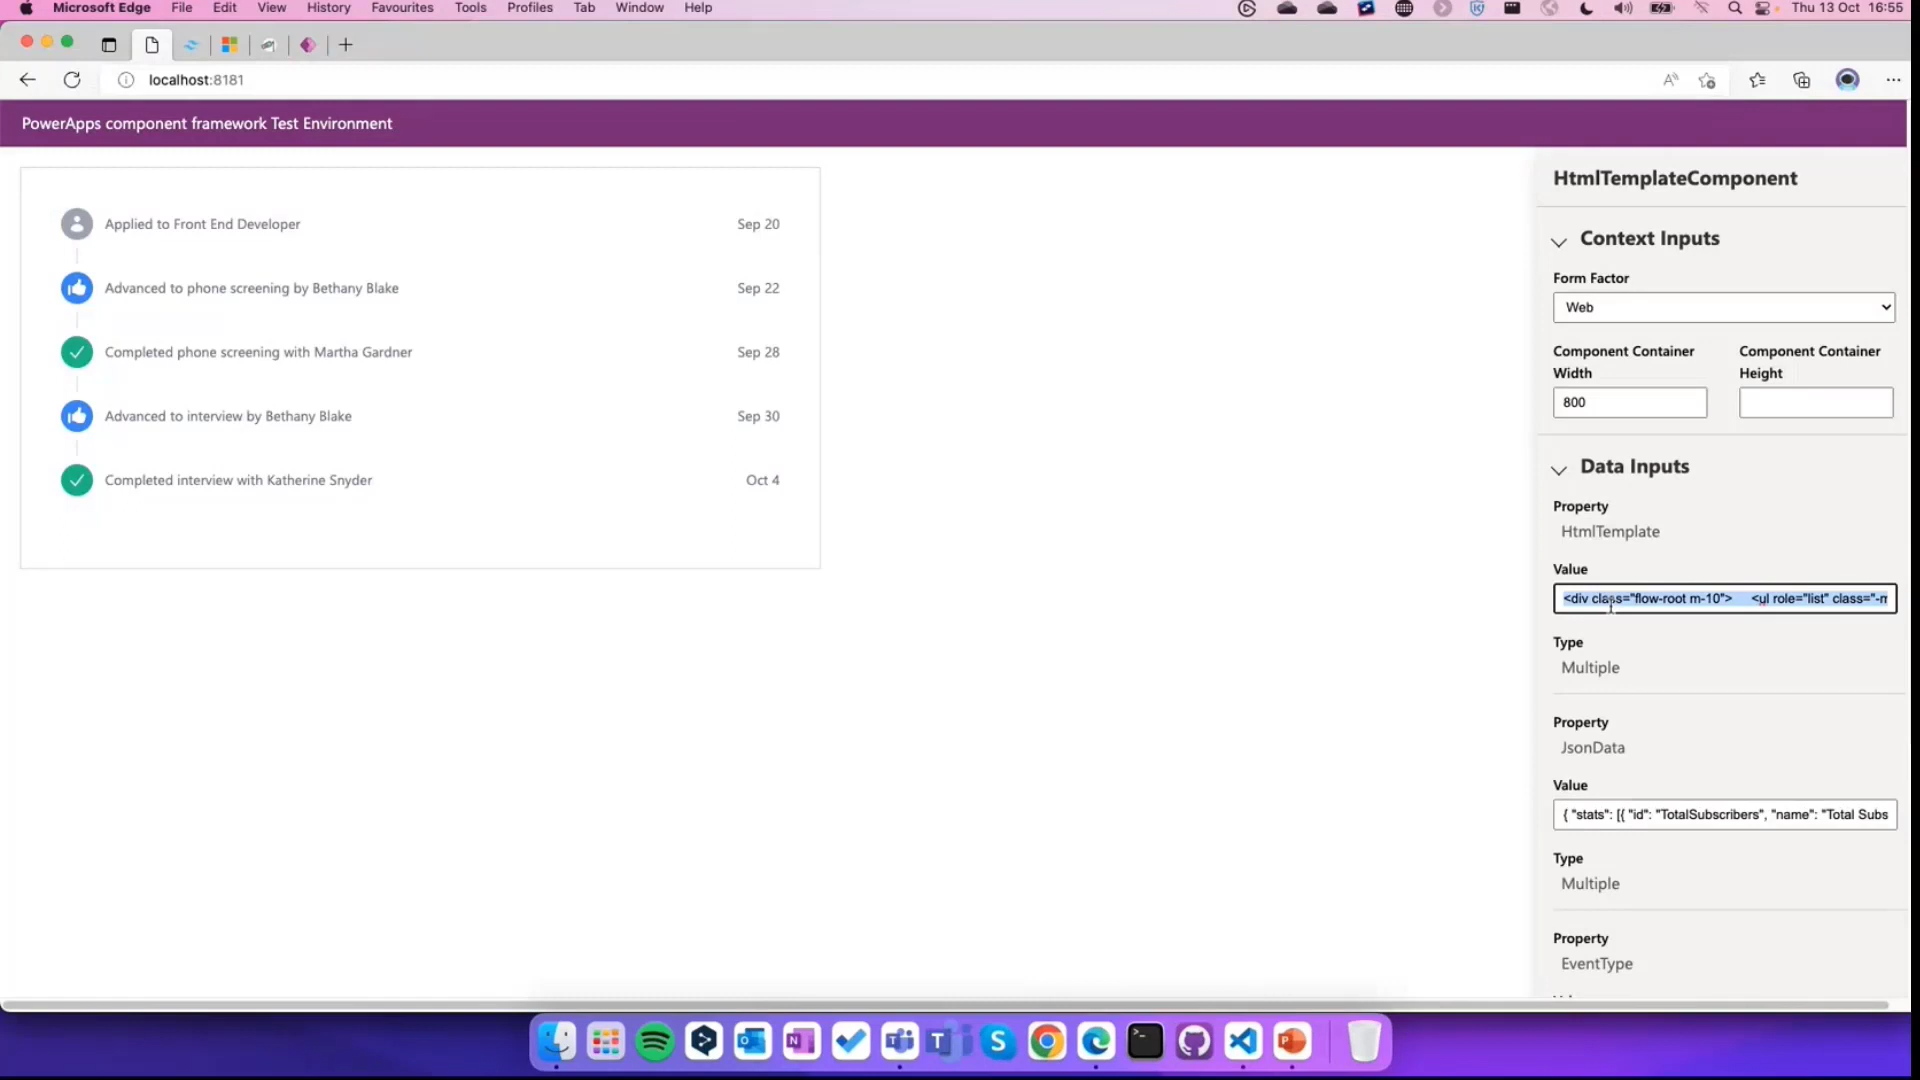 Microsoft Edge File Edit View History Favourites Tools Profiles Tab Window Help Thu 13 Oct 16:55
localhost:8181
PowerApps component framework Test Environment
Applied to Front End Developer Sep 20
Advanced to phone screening by Bethany Blake Sep 22
Completed phone screening with Martha Gardner Sep 28
Advanced to interview by Bethany Blake Sep 30
Completed interview with Katherine Snyder Oct 4
HtmlTemplateComponent
Context Inputs
Form Factor
Web
Component Container Width
Component Container Height
800
Data Inputs
Property
HtmlTemplate
Value
<div class="flow-root m-10"> <ul role="list" class="-m
Type
Multiple
Property
JsonData
Value
{ "stats": [{ "id": "TotalSubscribers", "name": "Total Subs
Type
Multiple
Property
EventType